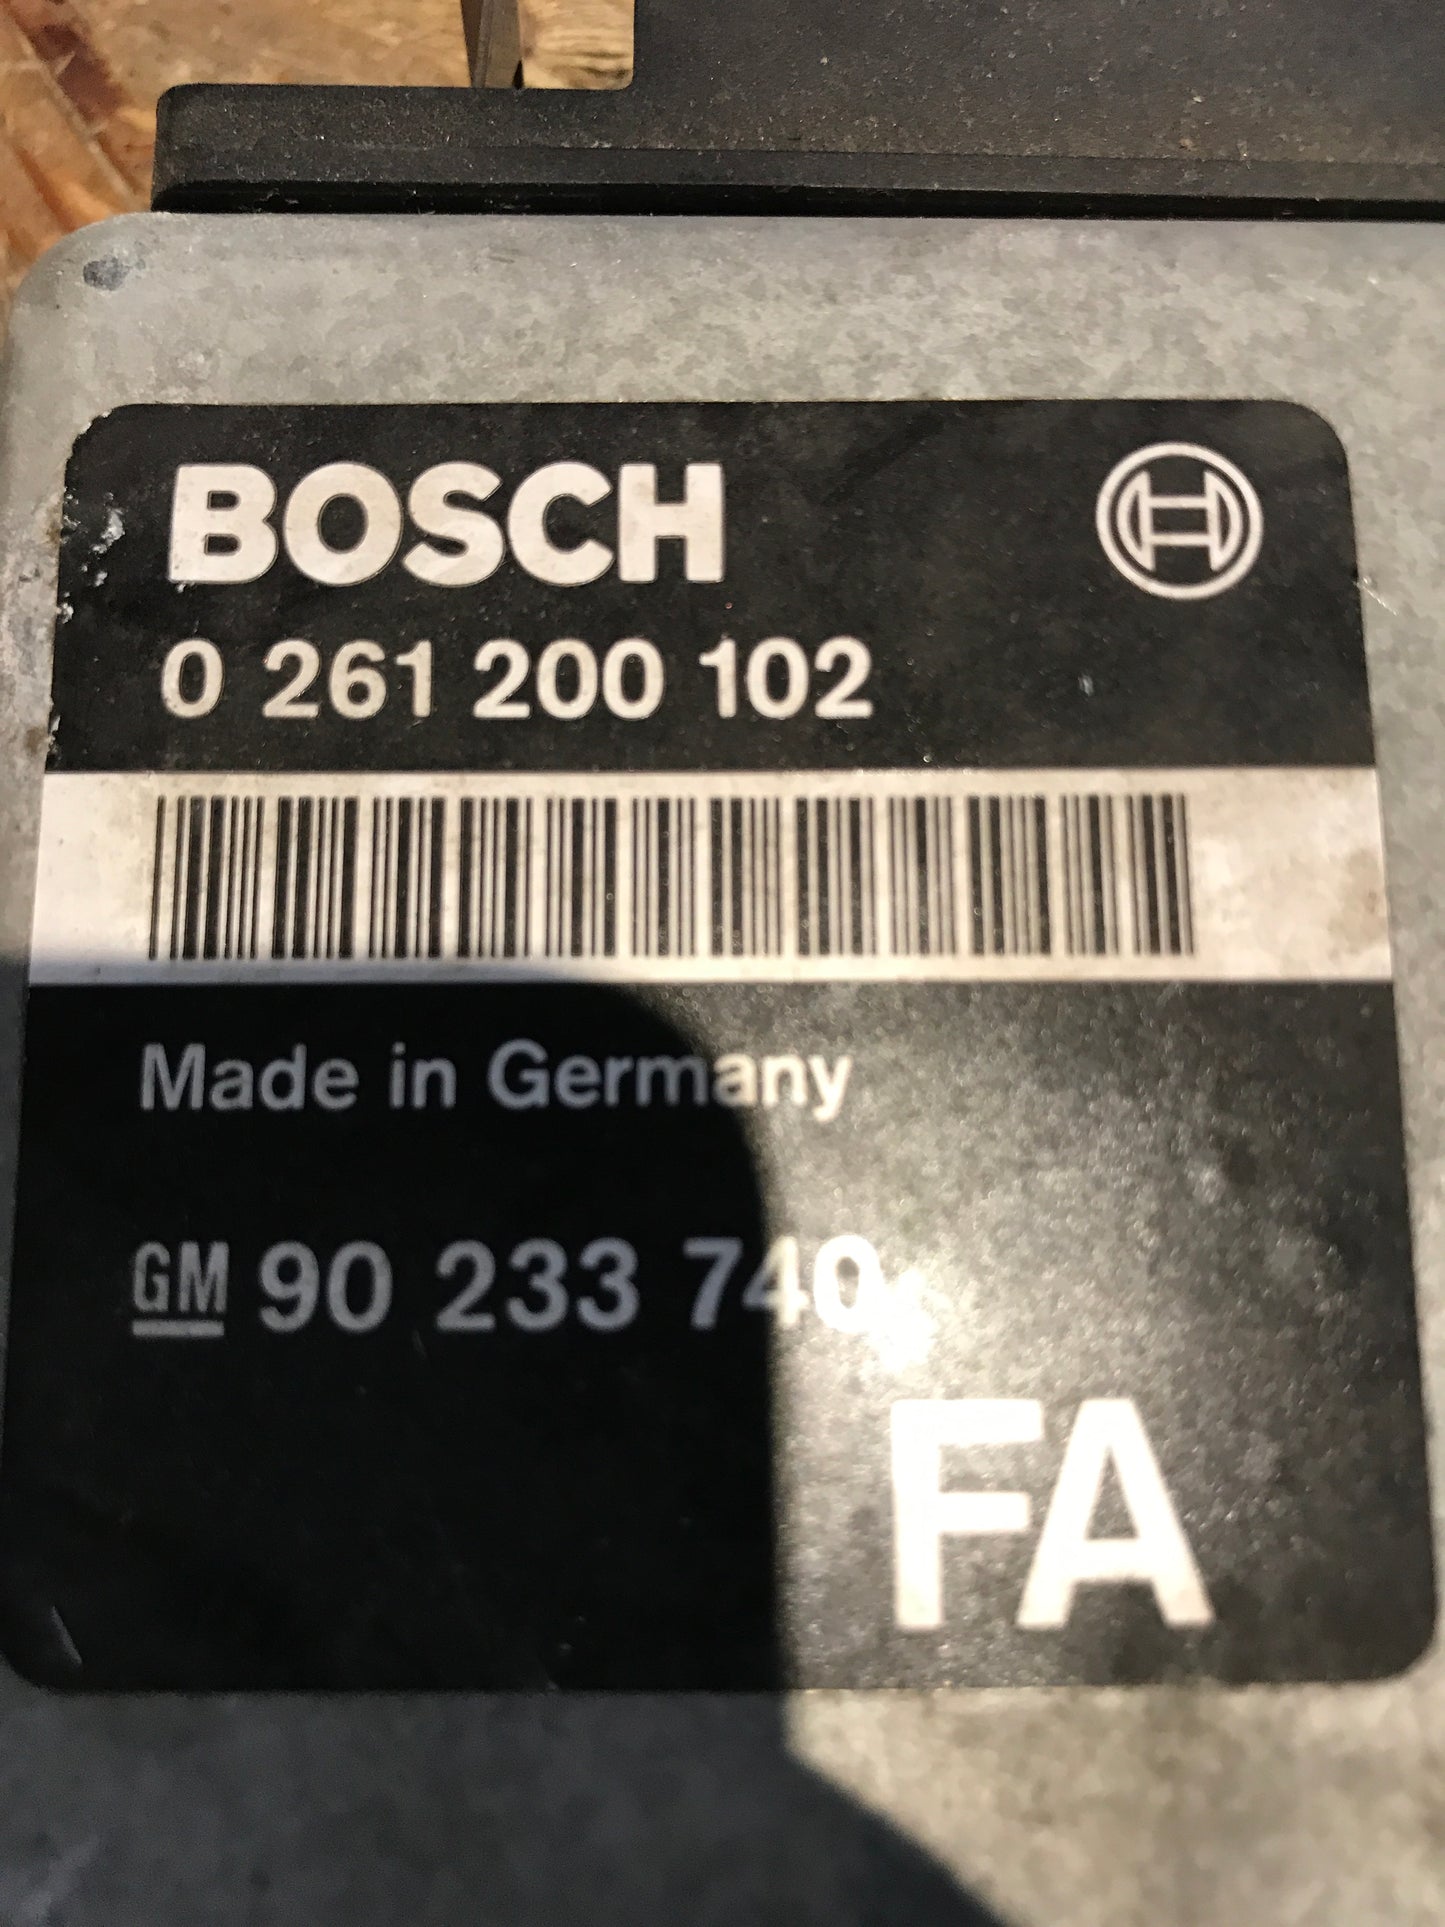 BOSCH
0 261 200 102
Made in Germany
GM 90 233 740
FA